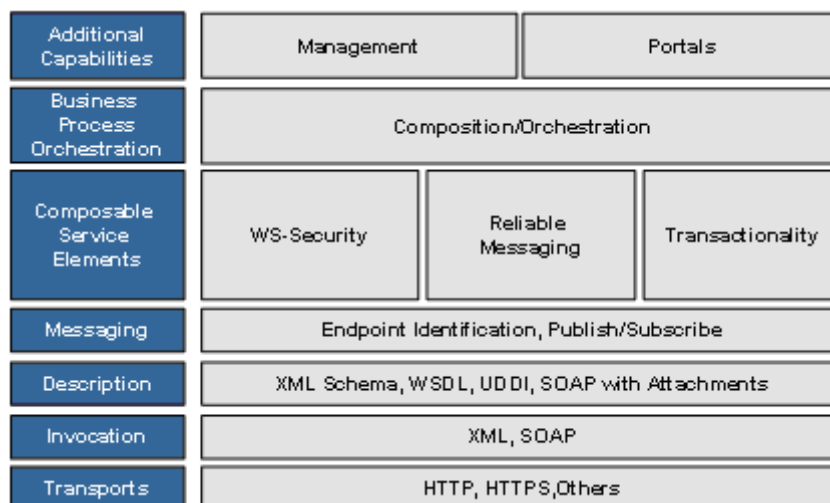 Additional
Capabilities
Management
Portals
Business
Process
Orchestration
Composition/Orchestration
Composable
Service
Elements
WS-Security
Reliable
Messaging
Transactionality
Messaging
Endpoint Identification, Publish/Subscribe
Description
XML Schema, WSDL, UDDI, SOAP with Attachments
Invocation
XML, SOAP
Transports
HTTP, HTTPS,Others